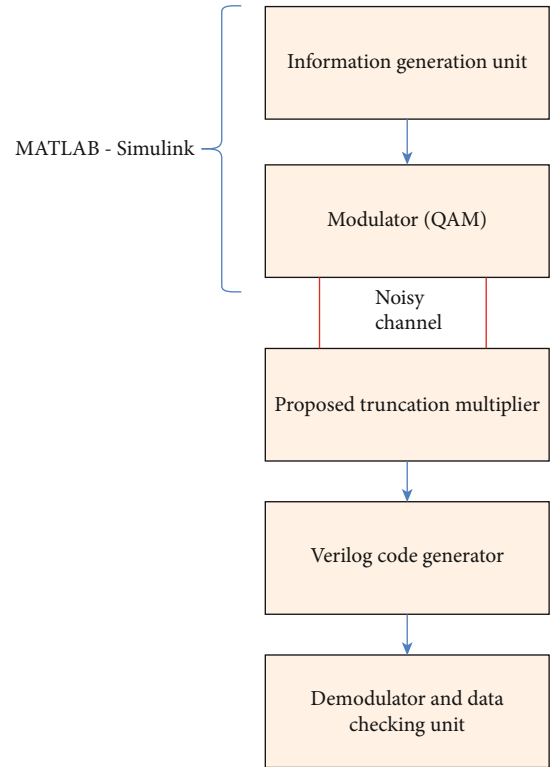 Information generation unit
MATLAB - Simulink
Modulator (QAM)
Noisy
channel
Proposed truncation multiplier
Verilog code generator
Demodulator and data
checking unit